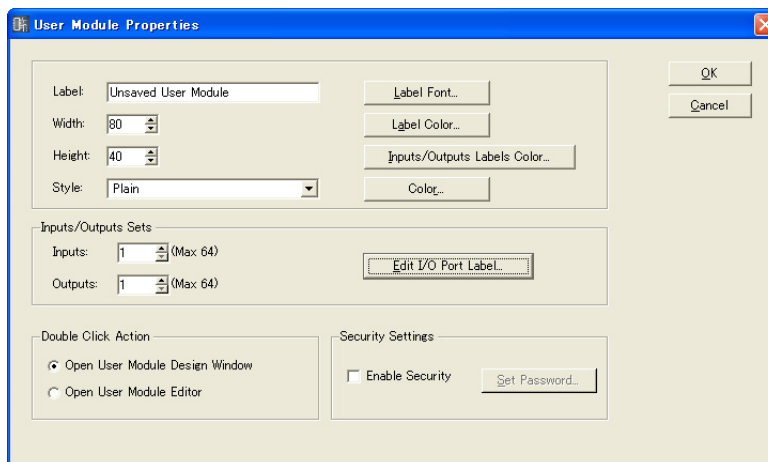 User Module Properties
Label: Unsaved User Module Label Font... OK
Width: 80 Label Color... Cancel
Height: 40 Inputs/Outputs Labels Color...
Style: Plain Color...
Inputs/Outputs Sets
Inputs: 1 (Max 64)
Edit I/O Port Label...
Outputs: 1 (Max 64)
Double Click Action Security Settings
Open User Module Design Window
Enable Security Set Password...
Open User Module Editor